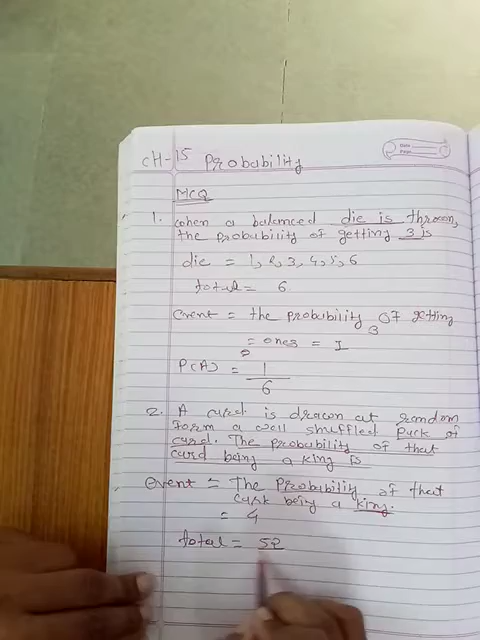 Date
Page
CH-15 Probability
MCQ
1. when a balanced die is thrown,
the probability of getting 3 is
die = 1, 2, 3, 4, 5, 6
total = 6
event = the probability of getting
3
= one3 = 1
P(A) = 1
6
2. A card is drawn at random
form a well shuffled Pack of
card. The probability of that
card being a king is
Event = The Probability of that
cark being a king.
= 4
total = 52